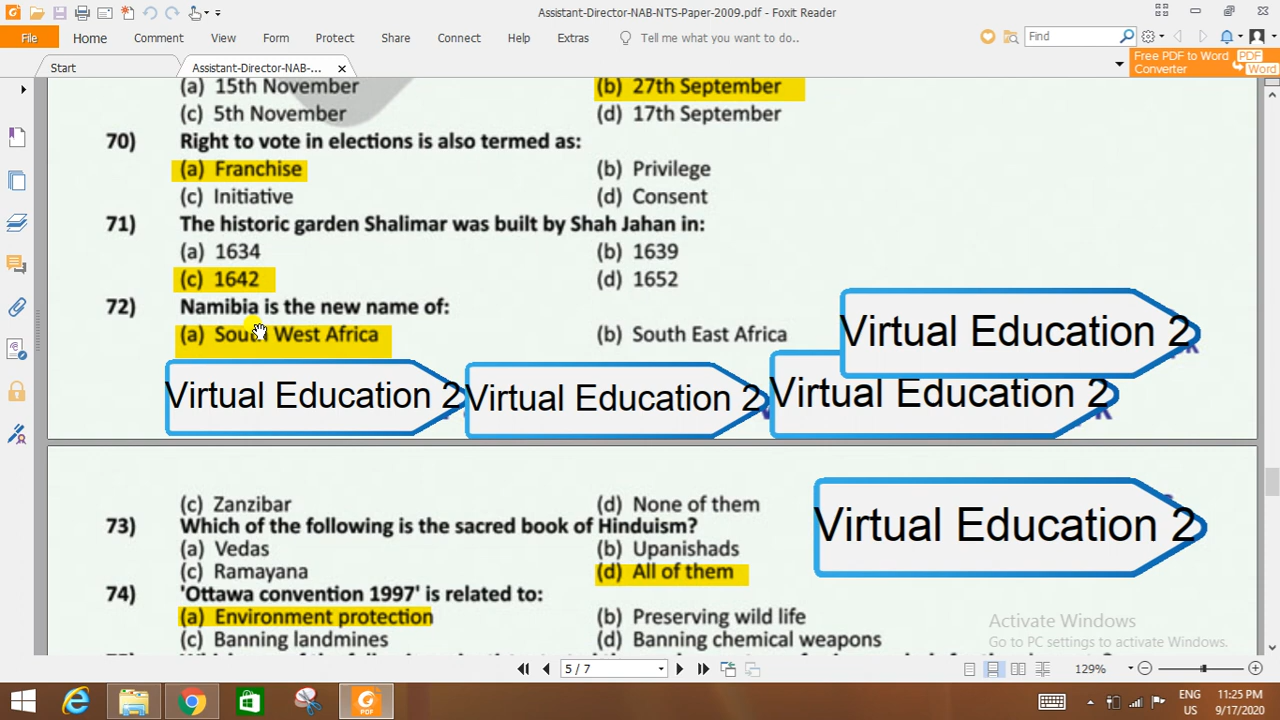 Assistant-Director-NAB-NTS-Paper-2009.pdf - Foxit Reader
File Home Comment View Form Protect Share Connect Help Extras Tell me what you want to do.. Find
Start Assistant-Director-NAB-... Free PDF to Word Converter PDF Word
(a) 15th November (b) 27th September
(c) 5th November (d) 17th September
70) Right to vote in elections is also termed as:
(a) Franchise (b) Privilege
(c) Initiative (d) Consent
71) The historic garden Shalimar was built by Shah Jahan in:
(a) 1634 (b) 1639
(c) 1642 (d) 1652
72) Namibia is the new name of:
(a) South West Africa (b) South East Africa
Virtual Education 2
Virtual Education 2 Virtual Education 2 Virtual Education 2
(c) Zanzibar (d) None of them
73) Which of the following is the sacred book of Hinduism?
Virtual Education 2
(a) Vedas (b) Upanishads
(c) Ramayana (d) All of them
74) 'Ottawa convention 1997' is related to:
(a) Environment protection (b) Preserving wild life
(c) Banning landmines (d) Banning chemical weapons
Activate Windows
Go to PC settings to activate Windows.
5 / 7 129%
ENG 11:25 PM
US 9/17/2020